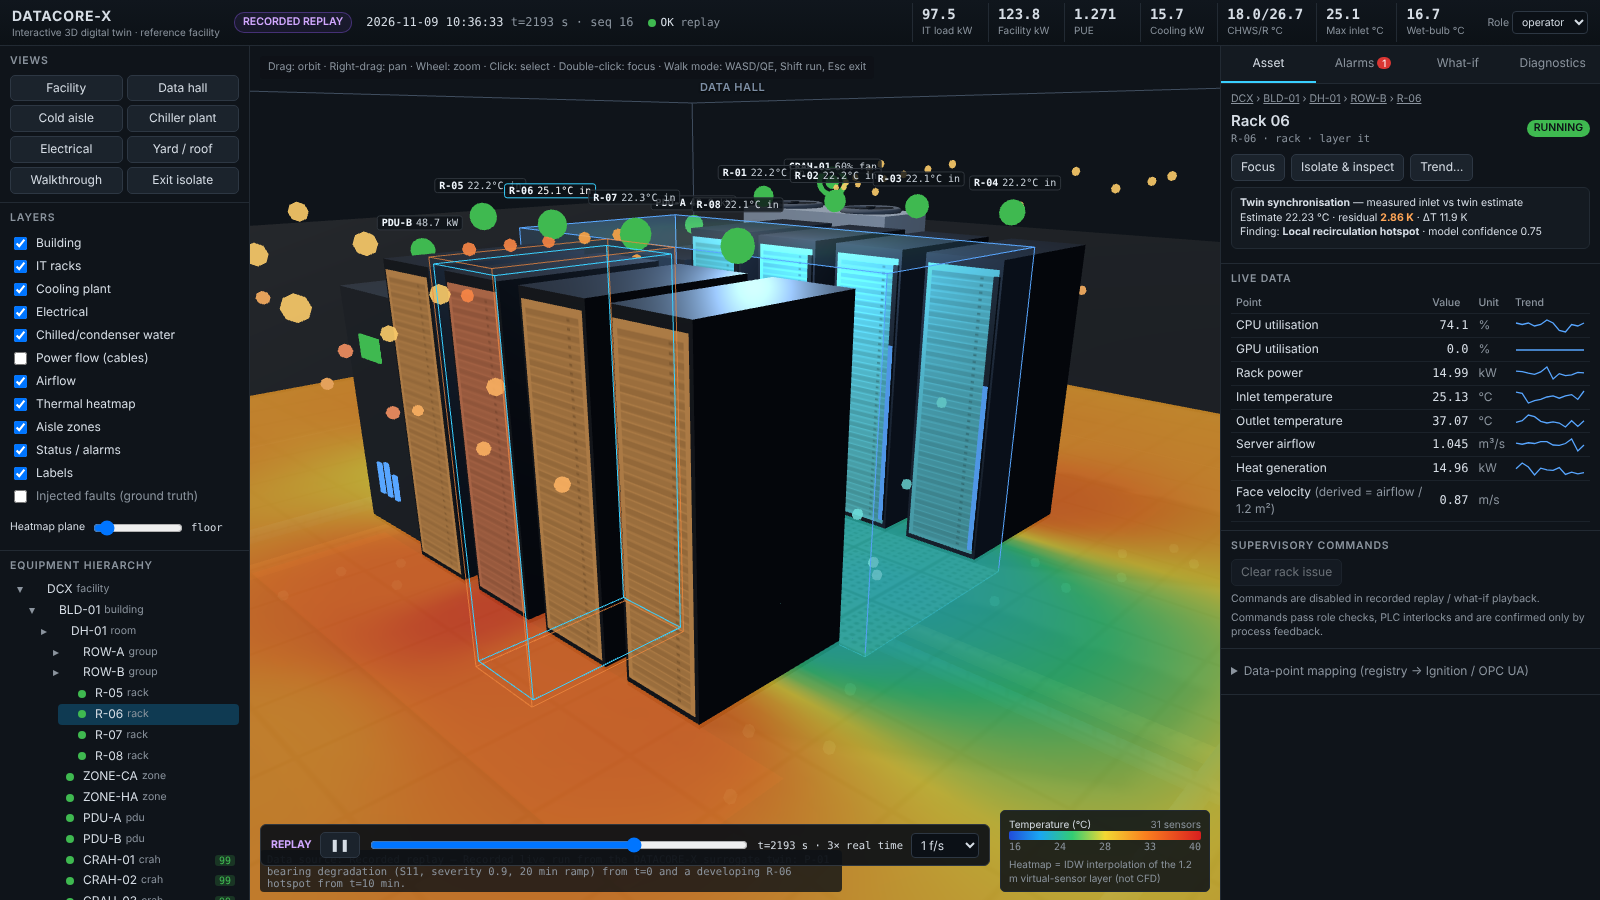 DATACORE-X
Interactive 3D digital twin · reference facility
RECORDED REPLAY
2026-11-09 10:36:33 t=2193 s · seq 16
OK replay
97.5
IT load kW
123.8
Facility kW
1.271
PUE
15.7
Cooling kW
18.0/26.7
CHWS/R °C
25.1
Max inlet °C
16.7
Wet-bulb °C
Role operator
VIEWS
Facility
Data hall
Cold aisle
Chiller plant
Electrical
Yard / roof
Walkthrough
Exit isolate
LAYERS
Building
IT racks
Cooling plant
Electrical
Chilled/condenser water
Power flow (cables)
Airflow
Thermal heatmap
Aisle zones
Status / alarms
Labels
Injected faults (ground truth)
Heatmap plane floor
EQUIPMENT HIERARCHY
DCX facility
BLD-01 building
DH-01 room
ROW-A group
ROW-B group
R-05 rack
R-06 rack
R-07 rack
R-08 rack
ZONE-CA zone
ZONE-HA zone
PDU-A pdu
PDU-B pdu
CRAH-01 crah 99
CRAH-02 crah 99
Drag: orbit · Right-drag: pan · Wheel: zoom · Click: select · Double-click: focus · Walk mode: WASD/QE, Shift run, Esc exit
DATA HALL
CRAH-01 60% fan
R-01 22.2°C
R-02 22.2°C in
R-03 22.1°C in
R-04 22.2°C in
R-05 22.2°C
R-06 25.1°C in
R-07 22.3°C in
R-08 22.1°C in
PDU-B 48.7 kW
REPLAY
t=2193 s · 3× real time
1 f/s
bearing degradation (S11, severity 0.9, 20 min ramp) from t=0 and a developing R-06
hotspot from t=10 min.
Temperature (°C) 31 sensors
16 24 28 33 40
Heatmap = IDW interpolation of the 1.2
m virtual-sensor layer (not CFD)
Asset
Alarms 1
What-if
Diagnostics
DCX › BLD-01 › DH-01 › ROW-B › R-06
Rack 06
R-06 · rack · layer it
RUNNING
Focus
Isolate & inspect
Trend...
Twin synchronisation — measured inlet vs twin estimate
Estimate 22.23 °C · residual 2.86 K · ΔT 11.9 K
Finding: Local recirculation hotspot · model confidence 0.75
LIVE DATA
Point Value Unit Trend
CPU utilisation 74.1 %
GPU utilisation 0.0 %
Rack power 14.99 kW
Inlet temperature 25.13 °C
Outlet temperature 37.07 °C
Server airflow 1.045 m³/s
Heat generation 14.96 kW
Face velocity (derived = airflow /
1.2 m²) 0.87 m/s
SUPERVISORY COMMANDS
Clear rack issue
Commands are disabled in recorded replay / what-if playback.
Commands pass role checks, PLC interlocks and are confirmed only by
process feedback.
Data-point mapping (registry → Ignition / OPC UA)